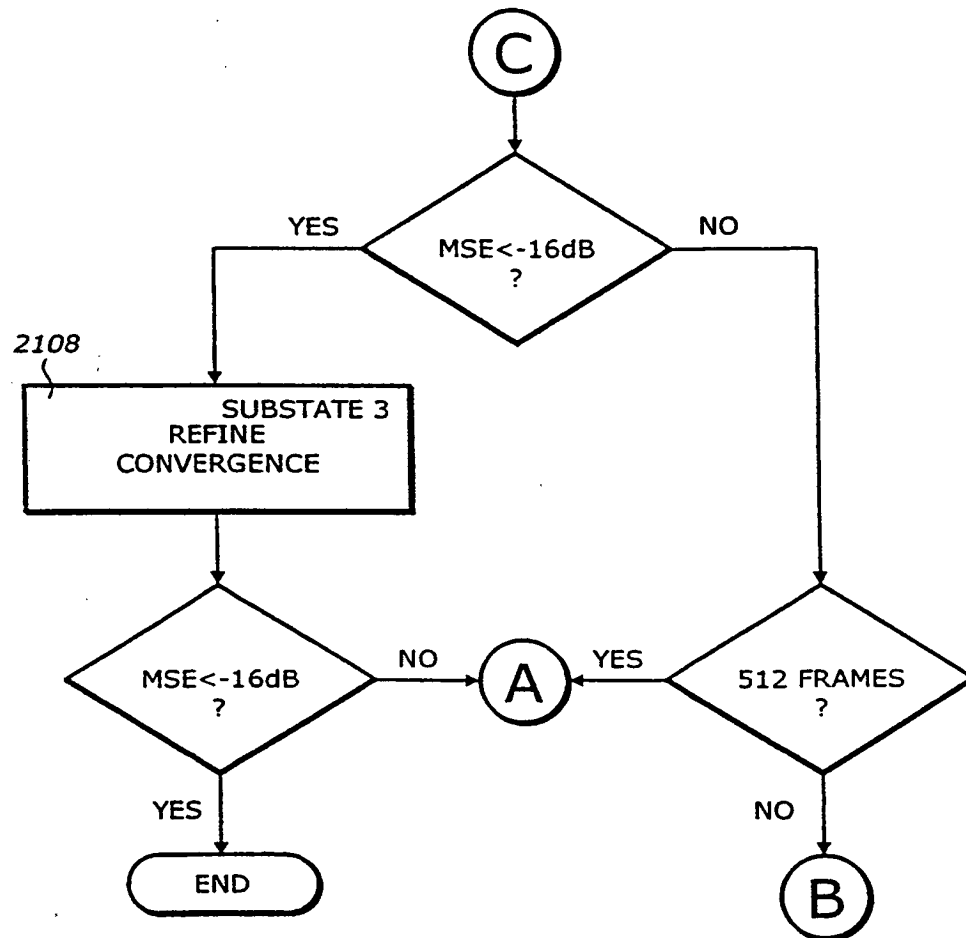 C
YES
NO
MSE<-16dB
?
2108
SUBSTATE 3
REFINE
CONVERGENCE
MSE<-16dB
?
NO
A
YES
512 FRAMES
?
YES
NO
END
B